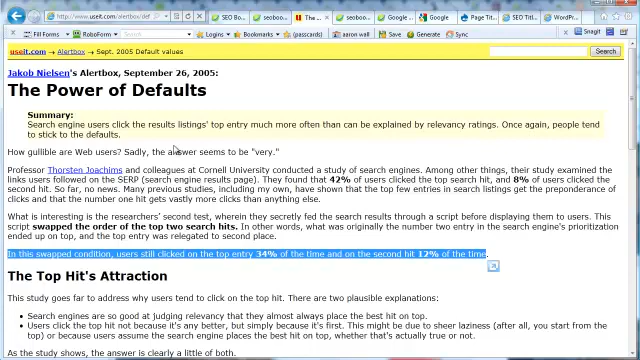 http://www.useit.com/alertbox/def
SEO Bo...
seoboo...
The ...
seoboo...
Google ...
Google
Page Tit...
SEO Titl...
WordPr...
Fill Forms
RoboForm
Logins
Bookmarks
(passcards)
aaron wall
Save
Generate
Sync
SnagIt
useit.com → Alertbox → Sept. 2005 Default values
Search
Jakob Nielsen's Alertbox, September 26, 2005:
The Power of Defaults
Summary:
Search engine users click the results listings' top entry much more often than can be explained by relevancy ratings. Once again, people tend
to stick to the defaults.
How gullible are Web users? Sadly, the answer seems to be "very."
Professor Thorsten Joachims and colleagues at Cornell University conducted a study of search engines. Among other things, their study examined the
links users followed on the SERP (search engine results page). They found that 42% of users clicked the top search hit, and 8% of users clicked the
second hit. So far, no news. Many previous studies, including my own, have shown that the top few entries in search listings get the preponderance of
clicks and that the number one hit gets vastly more clicks than anything else.
What is interesting is the researchers' second test, wherein they secretly fed the search results through a script before displaying them to users. This
script swapped the order of the top two search hits. In other words, what was originally the number two entry in the search engine's prioritization
ended up on top, and the top entry was relegated to second place.
In this swapped condition, users still clicked on the top entry 34% of the time and on the second hit 12% of the time.
The Top Hit's Attraction
This study goes far to address why users tend to click on the top hit. There are two plausible explanations:
• Search engines are so good at judging relevancy that they almost always place the best hit on top.
• Users click the top hit not because it's any better, but simply because it's first. This might be due to sheer laziness (after all, you start from the
top) or because users assume the search engine places the best hit on top, whether that's actually true or not.
As the study shows, the answer is clearly a little of both.